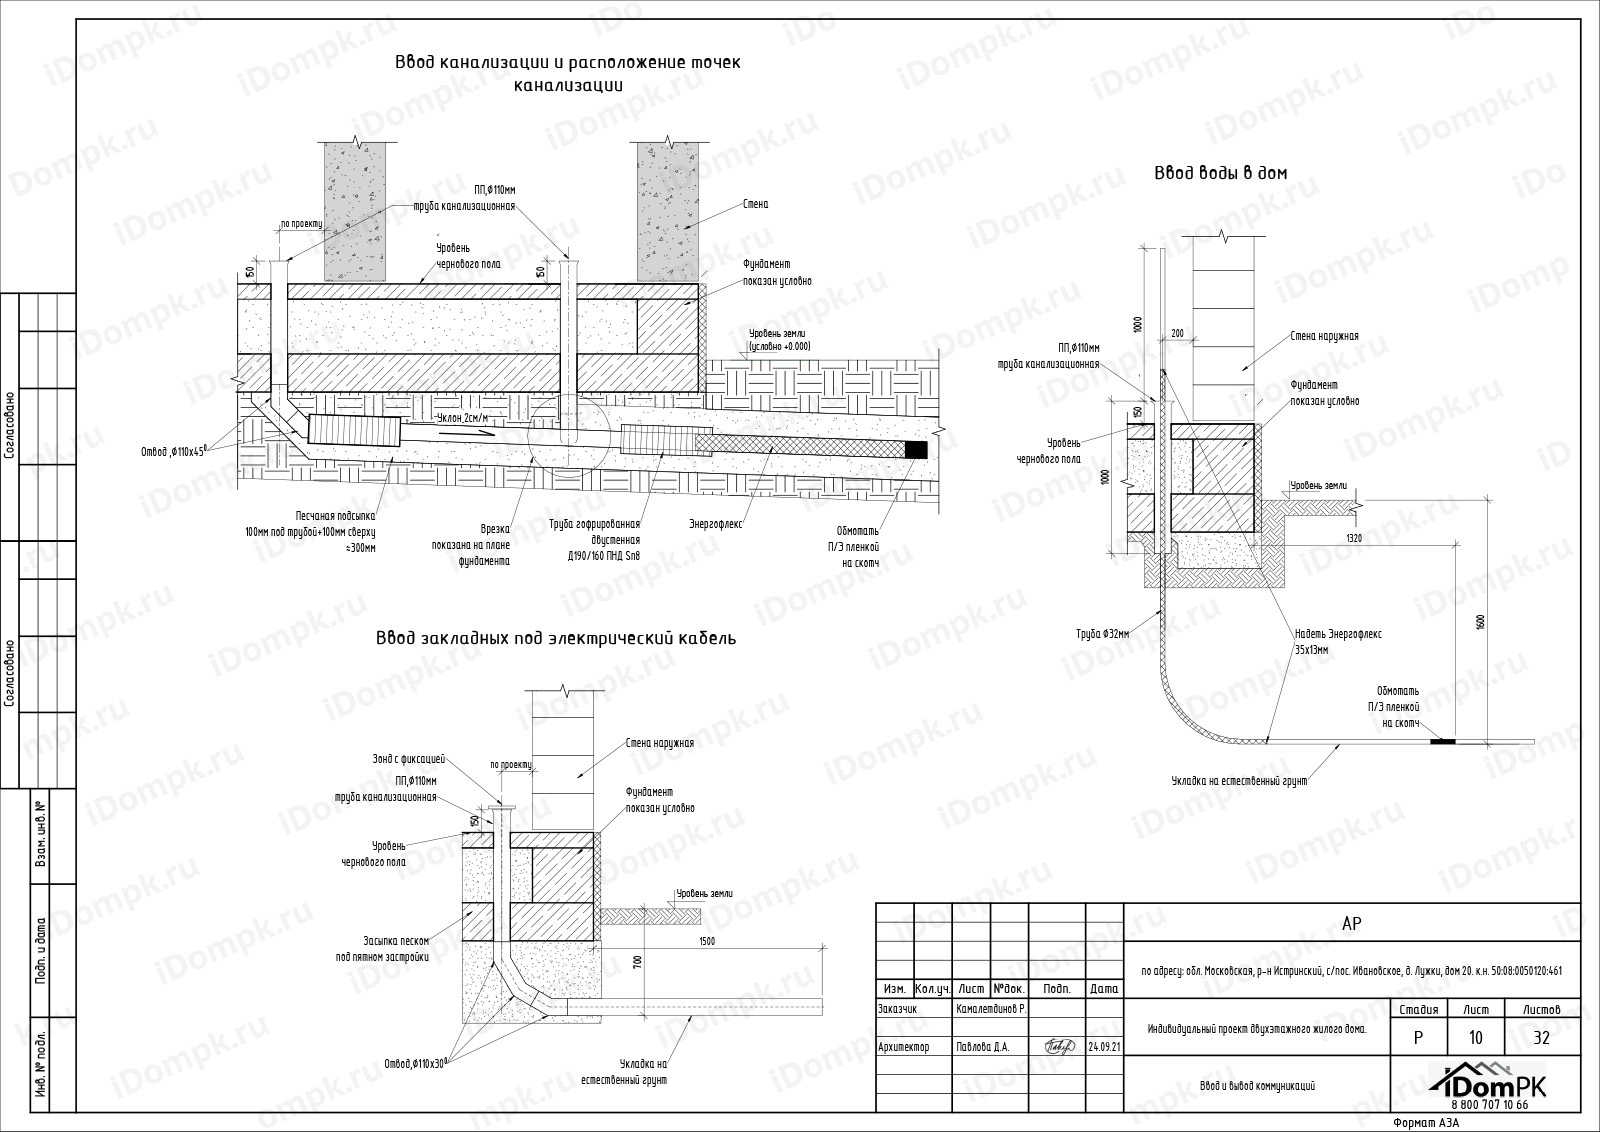 Ввод канализации и расположение точек
канализации
ПП,Ø110мм
труба канализационная
по проекту
Стена
Уровень
чернового пола
150
150
Фундамент
показан условно
Уровень земли
(условно +0.000)
Уклон 2см/м
Отвод ,Ø110х45⁰
Песчаная подсыпка
100мм под трубой+100мм сверху
≈300мм
Врезка
показана на плане
фундамента
Труба гофрированная
двустенная
Д190/160 ПНД Sn8
Энергофлекс
Обмотать
П/Э пленкой
на скотч
Ввод воды в дом
1000
200
ПП,Ø110мм
труба канализационная
Стена наружная
Фундамент
показан условно
150
Уровень
чернового пола
1000
Уровень земли
1320
1600
Труба Ø32мм
Надеть Энергофлекс
35х13мм
Обмотать
П/Э пленкой
на скотч
Укладка на естественный грунт
Ввод закладных под электрический кабель
Стена наружная
Зонд с фиксацией
по проекту
ПП,Ø110мм
труба канализационная
Фундамент
показан условно
150
Уровень
чернового пола
Уровень земли
Засыпка песком
под пятном застройки
1500
700
Отвод,Ø110х30⁰
Укладка на
естественный грунт
Согласовано
Согласовано
Взам. инв. №
Подп. и дата
Инв. № подл.
АР
по адресу: обл. Московская, р-н Истринский, с/пос. Ивановское, д. Лужки, дом 20. к.н. 50:08:0050120:461
Изм. Кол.уч. Лист №док. Подп. Дата
Заказчик Камалетдинов Р.
Архитектор Павлова Д.А. 24.09.21
Индивидуальный проект двухэтажного жилого дома.
Стадия Лист Листов
Р 10 32
Ввод и вывод коммуникаций
iDomPK
8 800 707 10 66
Формат А3А
iDompk.ru